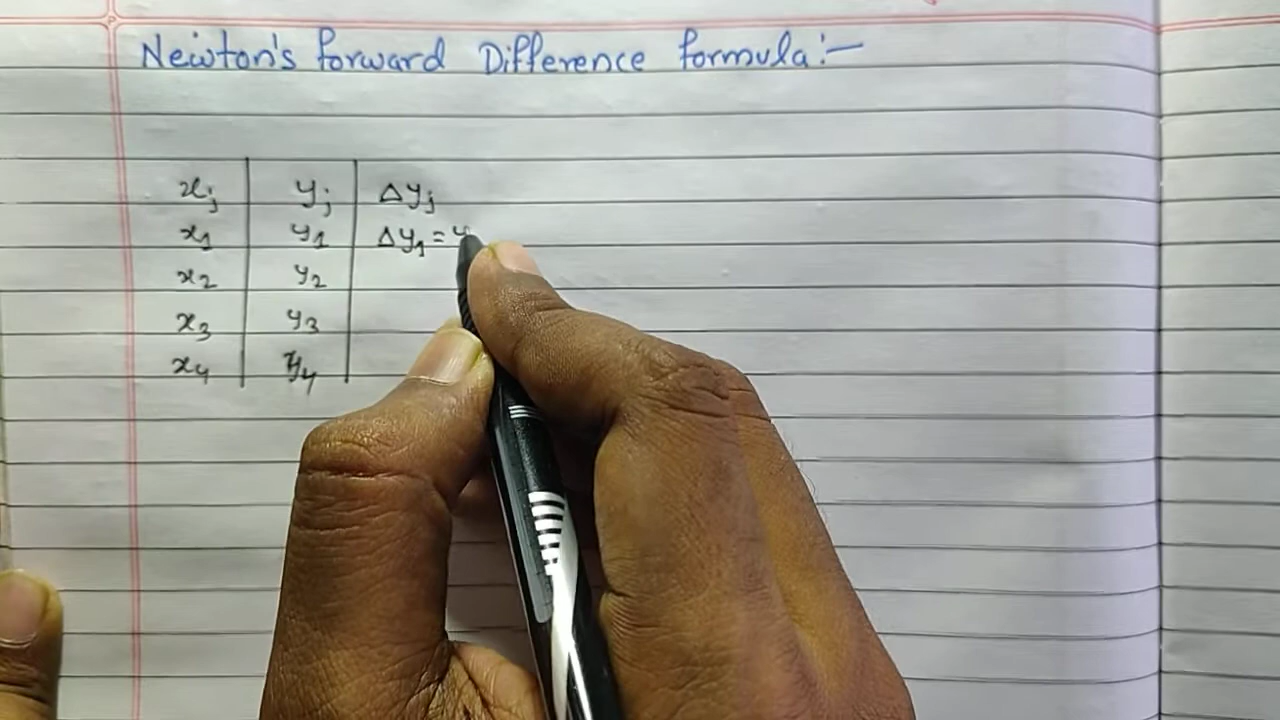 Newton's forward Difference formula:-
xj yj Δyj
x1 y1 Δy1 = y
x2 y2
x3 y3
x4 y4